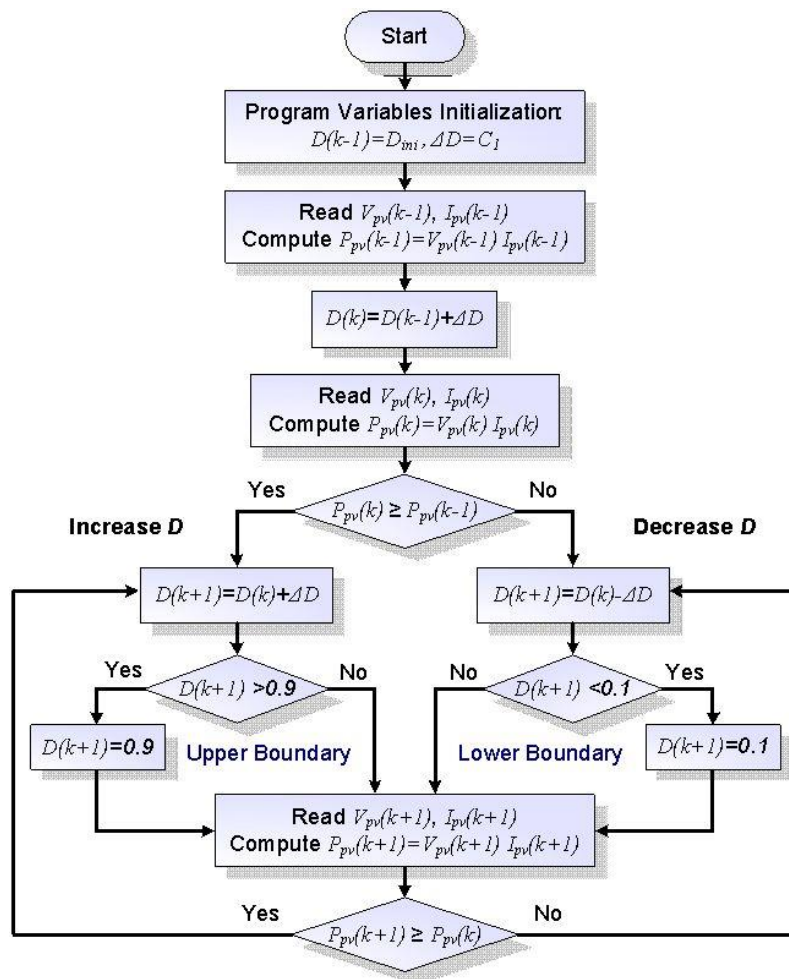 Start
Program Variables Initialization:
D(k-1)=D_ini, ΔD=C_1
Read V_pv(k-1), I_pv(k-1)
Compute P_pv(k-1)=V_pv(k-1) I_pv(k-1)
D(k)=D(k-1)+ΔD
Read V_pv(k), I_pv(k)
Compute P_pv(k)=V_pv(k) I_pv(k)
Yes
P_pv(k) ≥ P_pv(k-1)
No
Increase D
Decrease D
D(k+1)=D(k)+ΔD
D(k+1)=D(k)-ΔD
Yes
D(k+1) >0.9
No
No
D(k+1) <0.1
Yes
D(k+1)=0.9
Upper Boundary
Lower Boundary
D(k+1)=0.1
Read V_pv(k+1), I_pv(k+1)
Compute P_pv(k+1)=V_pv(k+1) I_pv(k+1)
Yes
P_pv(k+1) ≥ P_pv(k)
No